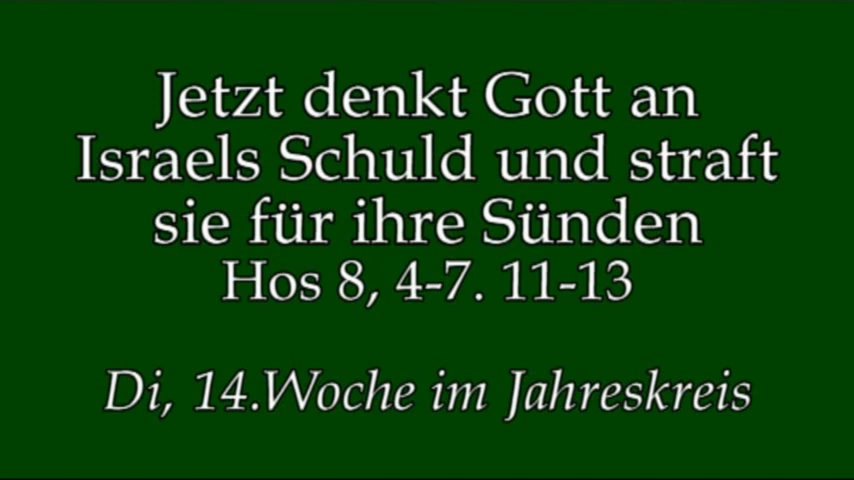 Jetzt denkt Gott an
Israels Schuld und straft
sie für ihre Sünden
Hos 8, 4-7. 11-13
Di, 14.Woche im Jahreskreis